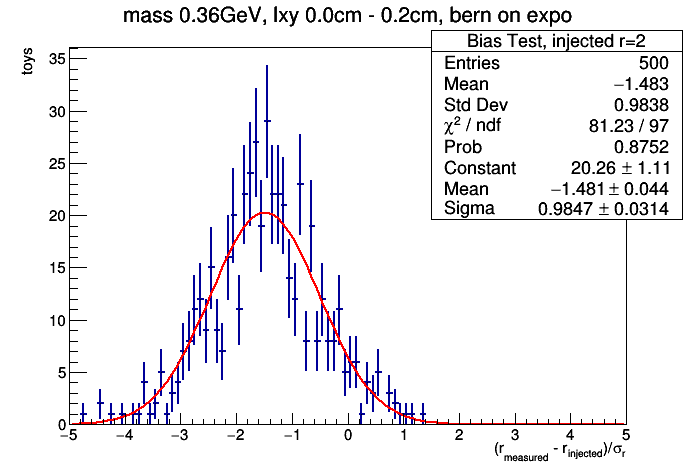 mass 0.36GeV, lxy 0.0cm - 0.2cm, bern on expo
Bias Test, injected r=2
Entries 500
Mean −1.483
Std Dev 0.9838
χ² / ndf 81.23 / 97
Prob 0.8752
Constant 20.26 ± 1.11
Mean −1.481 ± 0.044
Sigma 0.9847 ± 0.0314
toys
35
30
25
20
15
10
5
0
−5 −4 −3 −2 −1 0 1 2 3 4 5
(r_measured - r_injected)/σ_r